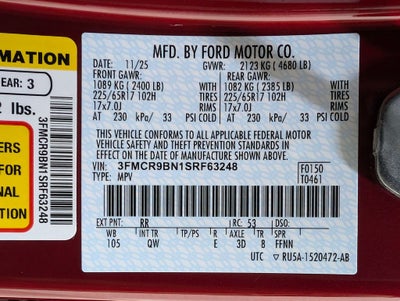 MFD. BY FORD MOTOR CO.
DATE: 11/25 GVWR: 2123 KG ( 4680 LB)
FRONT GAWR: REAR GAWR:
1089 KG ( 2400 LB) WITH 1082 KG ( 2385 LB)
225/65R17 102H TIRES 225/65R17 102H
17x7.0J RIMS 17x7.0J
AT 230 kPa/ 33 PSI COLD AT 230 kPa/ 33 PSI COLD
THIS VEHICLE CONFORMS TO ALL APPLICABLE FEDERAL MOTOR
VEHICLE SAFETY AND THEFT PREVENTION STANDARDS IN
EFFECT ON THE DATE OF MANUFACTURE SHOWN ABOVE.
VIN: 3FMCR9BN1SRF63248 F0150
TYPE: MPV T0461
EXT PNT: RR RC: 53 DSO:
WB INT TR TP/PS R AXLE TR SPR
105 QW E 3D 8 FFNN
UTC ▽ RU5A-1520472-AB
MATION
EAR: 3
lbs.
ERS
FOR
NAL
TION
3FMCR9BN1SRF63248